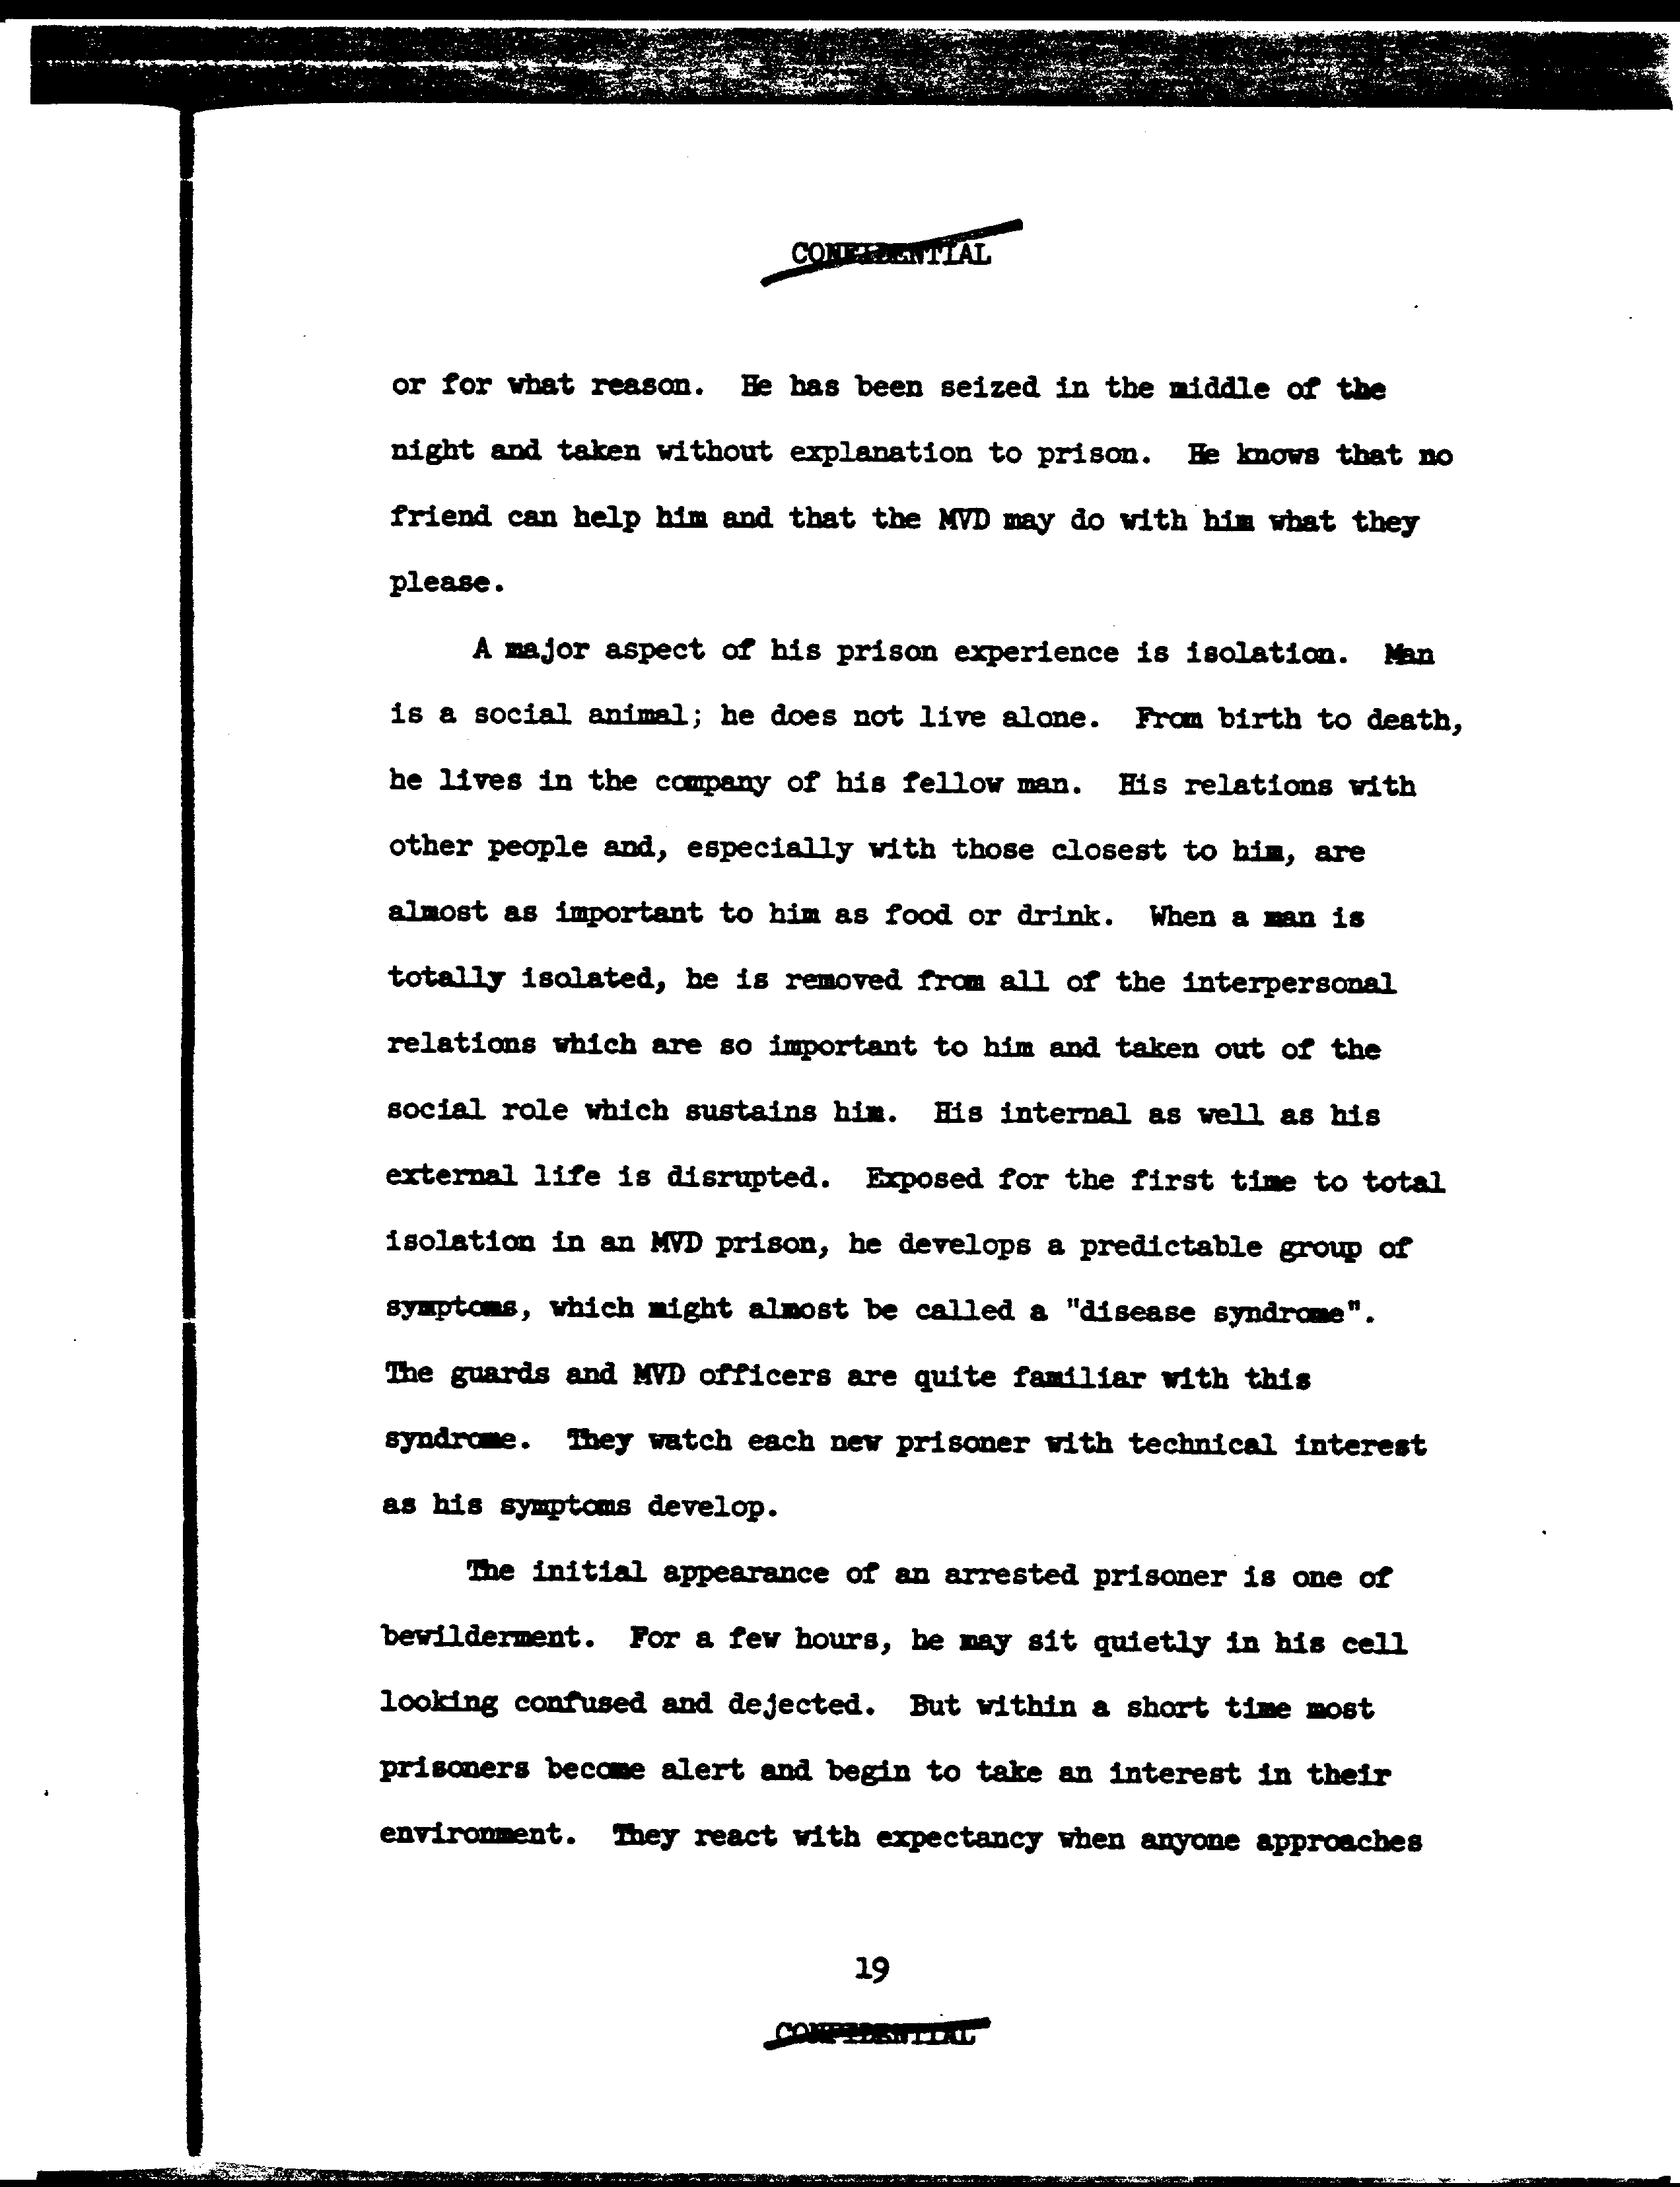 CONFIDENTIAL
or for what reason. He has been seized in the middle of the
night and taken without explanation to prison. He knows that no
friend can help him and that the MVD may do with him what they
please.
A major aspect of his prison experience is isolation. Man
is a social animal; he does not live alone. From birth to death,
he lives in the company of his fellow man. His relations with
other people and, especially with those closest to him, are
almost as important to him as food or drink. When a man is
totally isolated, he is removed from all of the interpersonal
relations which are so important to him and taken out of the
social role which sustains him. His internal as well as his
external life is disrupted. Exposed for the first time to total
isolation in an MVD prison, he develops a predictable group of
symptoms, which might almost be called a "disease syndrome".
The guards and MVD officers are quite familiar with this
syndrome. They watch each new prisoner with technical interest
as his symptoms develop.
The initial appearance of an arrested prisoner is one of
bewilderment. For a few hours, he may sit quietly in his cell
looking confused and dejected. But within a short time most
prisoners become alert and begin to take an interest in their
environment. They react with expectancy when anyone approaches
19
CONFIDENTIAL